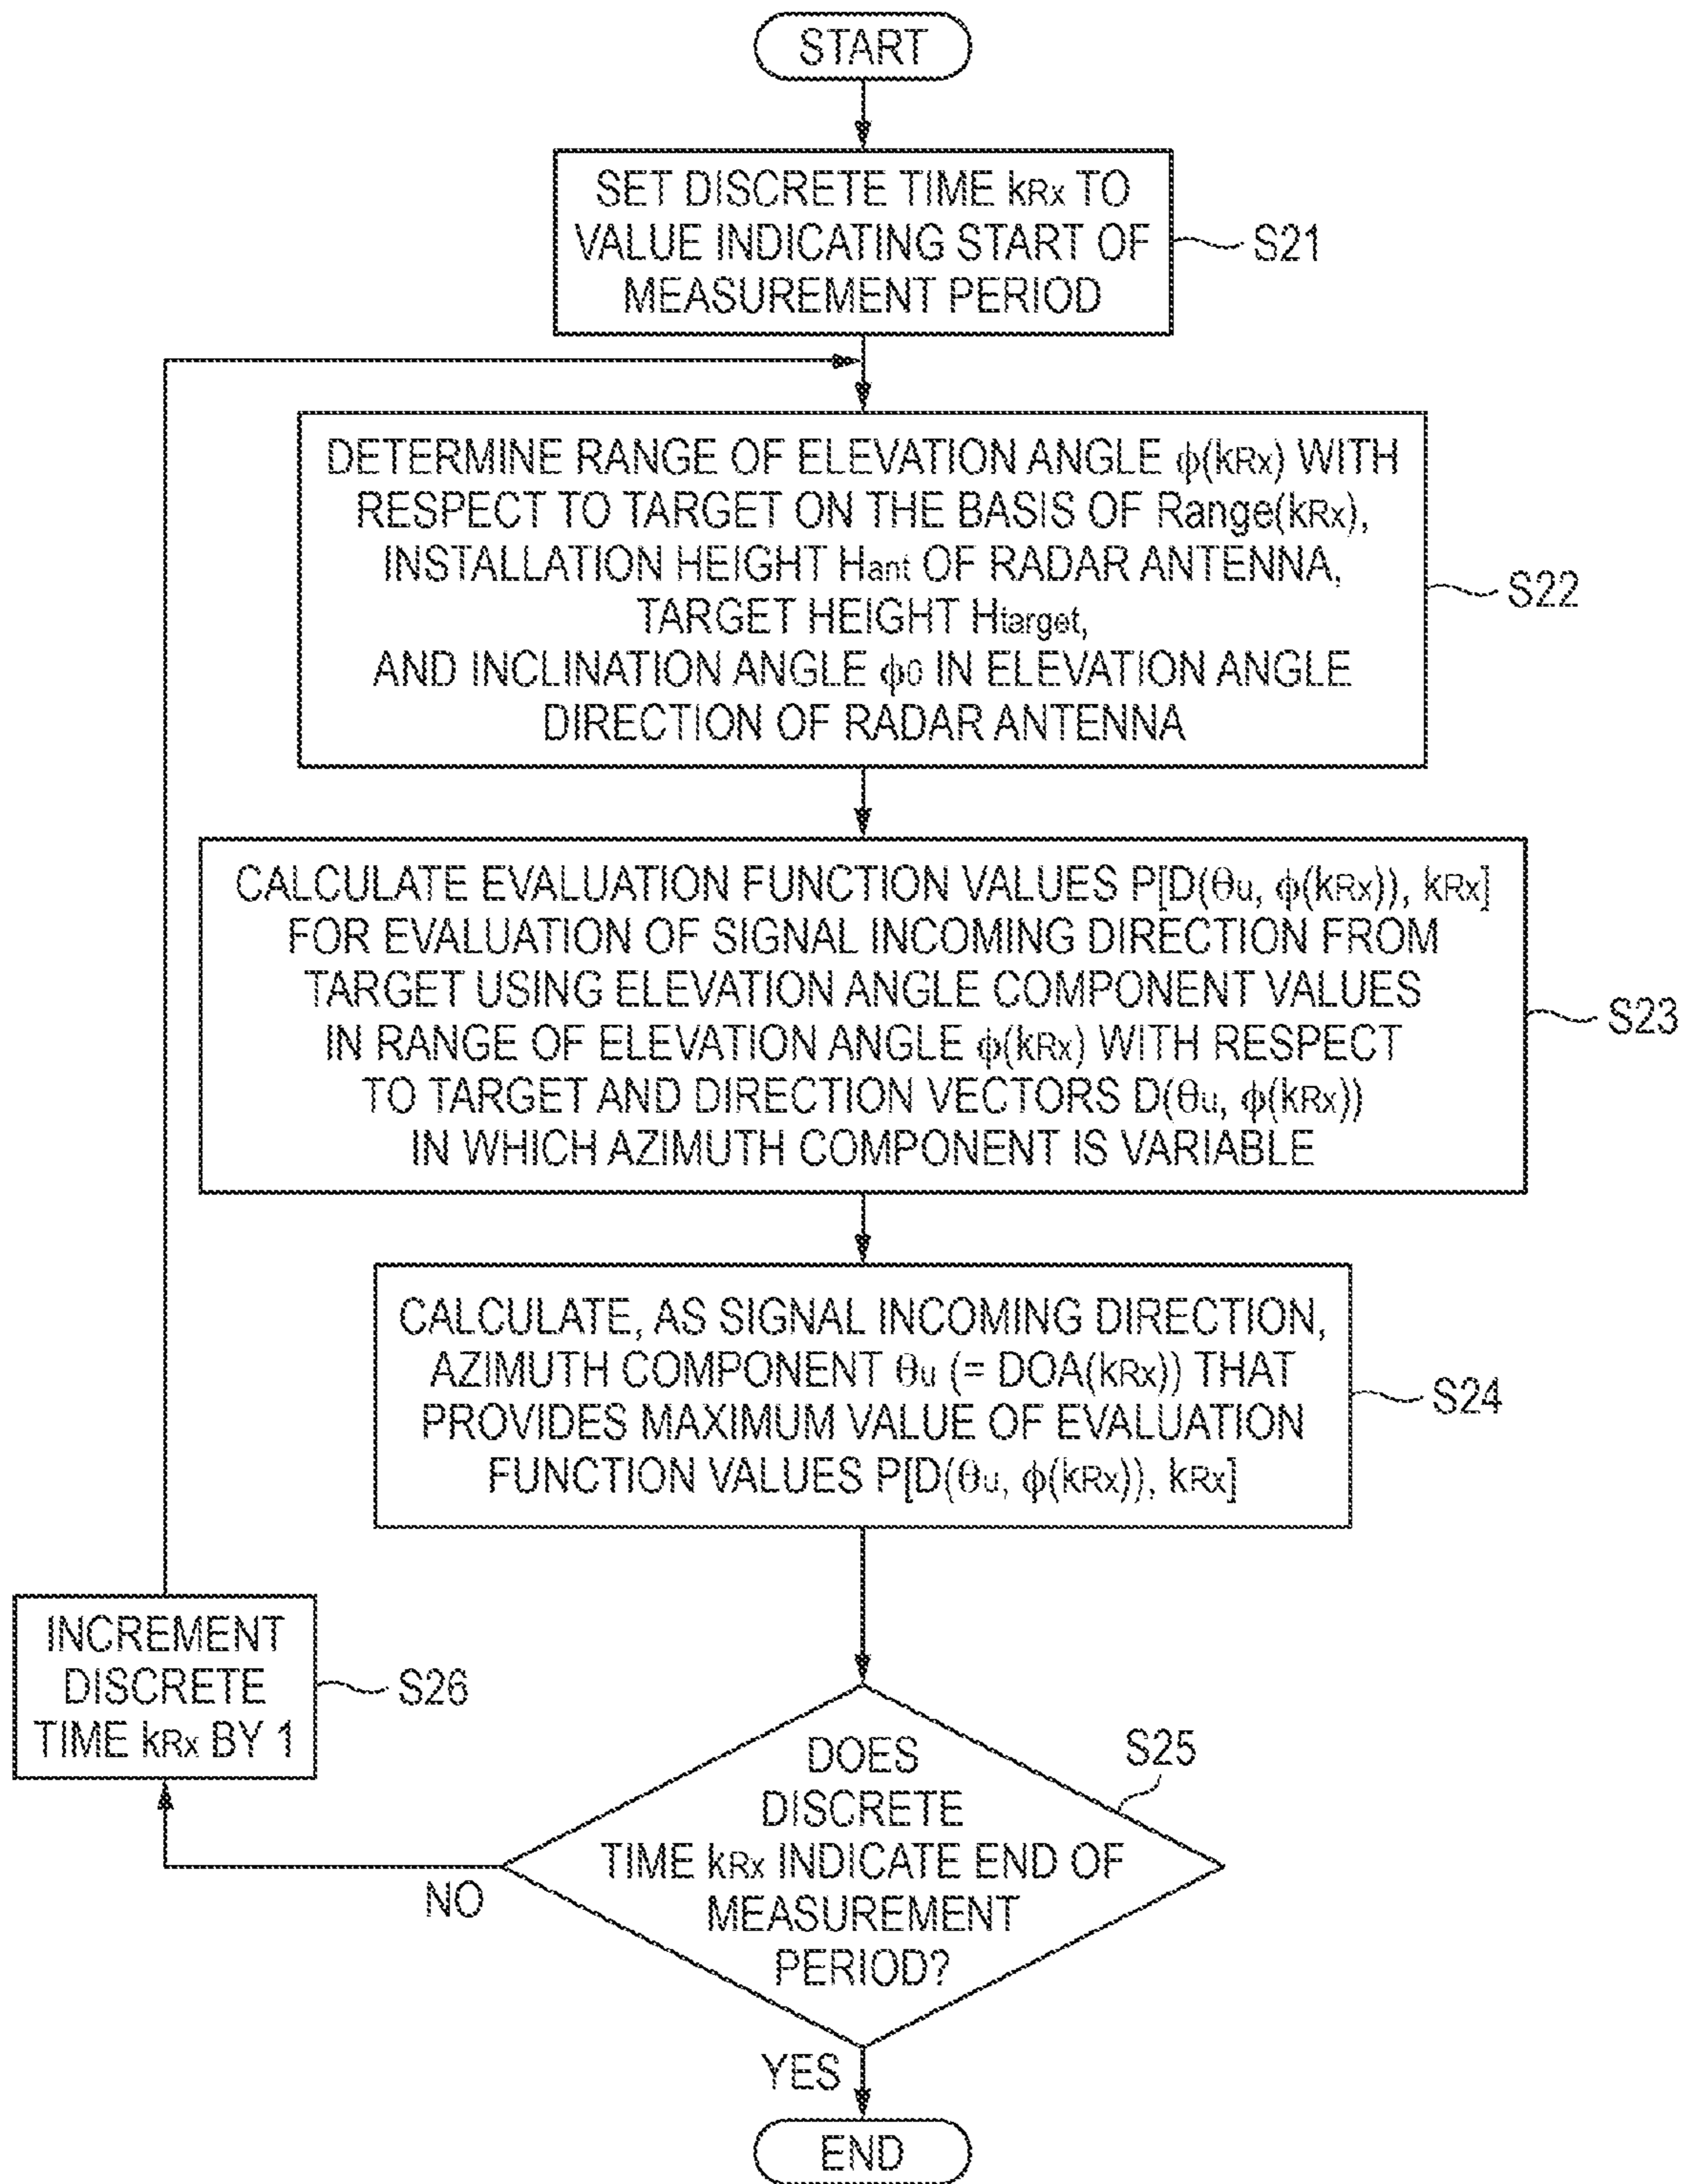 START
SET DISCRETE TIME kRx TO
VALUE INDICATING START OF
MEASUREMENT PERIOD
S21
DETERMINE RANGE OF ELEVATION ANGLE ϕ(kRx) WITH
RESPECT TO TARGET ON THE BASIS OF Range(kRx),
INSTALLATION HEIGHT Hant OF RADAR ANTENNA,
TARGET HEIGHT Htarget,
AND INCLINATION ANGLE ϕ0 IN ELEVATION ANGLE
DIRECTION OF RADAR ANTENNA
S22
CALCULATE EVALUATION FUNCTION VALUES P[D(θu, ϕ(kRx)), kRx]
FOR EVALUATION OF SIGNAL INCOMING DIRECTION FROM
TARGET USING ELEVATION ANGLE COMPONENT VALUES
IN RANGE OF ELEVATION ANGLE ϕ(kRx) WITH RESPECT
TO TARGET AND DIRECTION VECTORS D(θu, ϕ(kRx))
IN WHICH AZIMUTH COMPONENT IS VARIABLE
S23
CALCULATE, AS SIGNAL INCOMING DIRECTION,
AZIMUTH COMPONENT θu (= DOA(kRx)) THAT
PROVIDES MAXIMUM VALUE OF EVALUATION
FUNCTION VALUES P[D(θu, ϕ(kRx)), kRx]
S24
INCREMENT
DISCRETE
TIME kRx BY 1
S26
DOES
DISCRETE
TIME kRx INDICATE END OF
MEASUREMENT
PERIOD?
S25
NO
YES
END